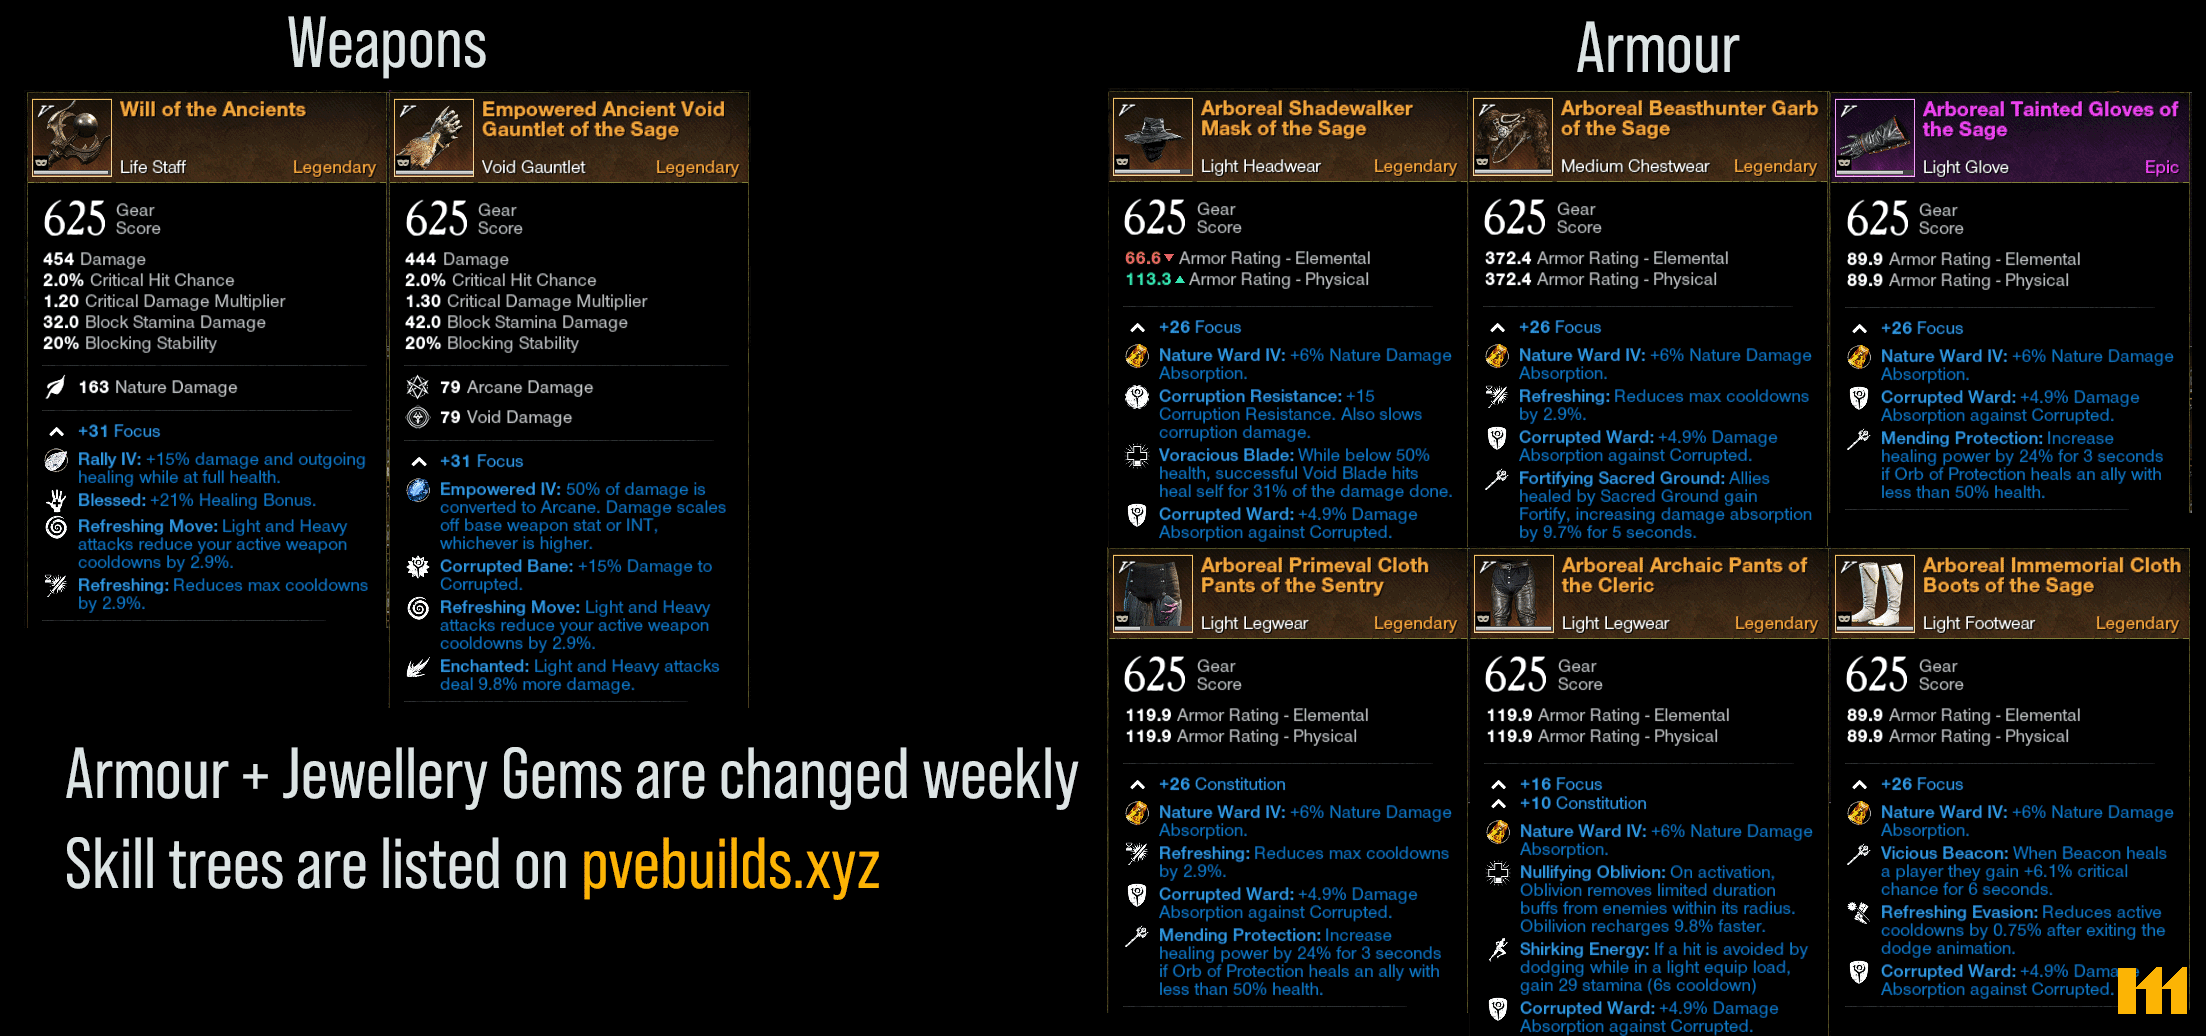 Weapons
Will of the Ancients
Life Staff Legendary
625 Gear Score
454 Damage
2.0% Critical Hit Chance
1.20 Critical Damage Multiplier
32.0 Block Stamina Damage
20% Blocking Stability
163 Nature Damage
+31 Focus
Rally IV: +15% damage and outgoing
healing while at full health.
Blessed: +21% Healing Bonus.
Refreshing Move: Light and Heavy
attacks reduce your active weapon
cooldowns by 2.9%.
Refreshing: Reduces max cooldowns
by 2.9%.
Empowered Ancient Void
Gauntlet of the Sage
Void Gauntlet Legendary
625 Gear Score
444 Damage
2.0% Critical Hit Chance
1.30 Critical Damage Multiplier
42.0 Block Stamina Damage
20% Blocking Stability
79 Arcane Damage
79 Void Damage
+31 Focus
Empowered IV: 50% of damage is
converted to Arcane. Damage scales
off base weapon stat or INT,
whichever is higher.
Corrupted Bane: +15% Damage to
Corrupted.
Refreshing Move: Light and Heavy
attacks reduce your active weapon
cooldowns by 2.9%.
Enchanted: Light and Heavy attacks
deal 9.8% more damage.
Armour + Jewellery Gems are changed weekly
Skill trees are listed on pvebuilds.xyz
Armour
Arboreal Shadewalker
Mask of the Sage
Light Headwear Legendary
625 Gear Score
66.6 Armor Rating - Elemental
113.3 Armor Rating - Physical
+26 Focus
Nature Ward IV: +6% Nature Damage
Absorption.
Corruption Resistance: +15
Corruption Resistance. Also slows
corruption damage.
Voracious Blade: While below 50%
health, successful Void Blade hits
heal self for 31% of the damage done.
Corrupted Ward: +4.9% Damage
Absorption against Corrupted.
Arboreal Beasthunter Garb
of the Sage
Medium Chestwear Legendary
625 Gear Score
372.4 Armor Rating - Elemental
372.4 Armor Rating - Physical
+26 Focus
Nature Ward IV: +6% Nature Damage
Absorption.
Refreshing: Reduces max cooldowns
by 2.9%.
Corrupted Ward: +4.9% Damage
Absorption against Corrupted.
Fortifying Sacred Ground: Allies
healed by Sacred Ground gain
Fortify, increasing damage absorption
by 9.7% for 5 seconds.
Arboreal Tainted Gloves of
the Sage
Light Glove Epic
625 Gear Score
89.9 Armor Rating - Elemental
89.9 Armor Rating - Physical
+26 Focus
Nature Ward IV: +6% Nature Damage
Absorption.
Corrupted Ward: +4.9% Damage
Absorption against Corrupted.
Mending Protection: Increase
healing power by 24% for 3 seconds
if Orb of Protection heals an ally with
less than 50% health.
Arboreal Primeval Cloth
Pants of the Sentry
Light Legwear Legendary
625 Gear Score
119.9 Armor Rating - Elemental
119.9 Armor Rating - Physical
+26 Constitution
Nature Ward IV: +6% Nature Damage
Absorption.
Refreshing: Reduces max cooldowns
by 2.9%.
Corrupted Ward: +4.9% Damage
Absorption against Corrupted.
Mending Protection: Increase
healing power by 24% for 3 seconds
if Orb of Protection heals an ally with
less than 50% health.
Arboreal Archaic Pants of
the Cleric
Light Legwear Legendary
625 Gear Score
119.9 Armor Rating - Elemental
119.9 Armor Rating - Physical
+16 Focus
+10 Constitution
Nature Ward IV: +6% Nature Damage
Absorption.
Nullifying Oblivion: On activation,
Oblivion removes limited duration
buffs from enemies within its radius.
Oblivion recharges 9.8% faster.
Shirking Energy: If a hit is avoided by
dodging while in a light equip load,
gain 29 stamina (6s cooldown)
Corrupted Ward: +4.9% Damage
Absorption against Corrupted.
Arboreal Immemorial Cloth
Boots of the Sage
Light Footwear Legendary
625 Gear Score
89.9 Armor Rating - Elemental
89.9 Armor Rating - Physical
+26 Focus
Nature Ward IV: +6% Nature Damage
Absorption.
Vicious Beacon: When Beacon heals
a player they gain +6.1% critical
chance for 6 seconds.
Refreshing Evasion: Reduces active
cooldowns by 0.75% after exiting the
dodge animation.
Corrupted Ward: +4.9% Damage
Absorption against Corrupted.